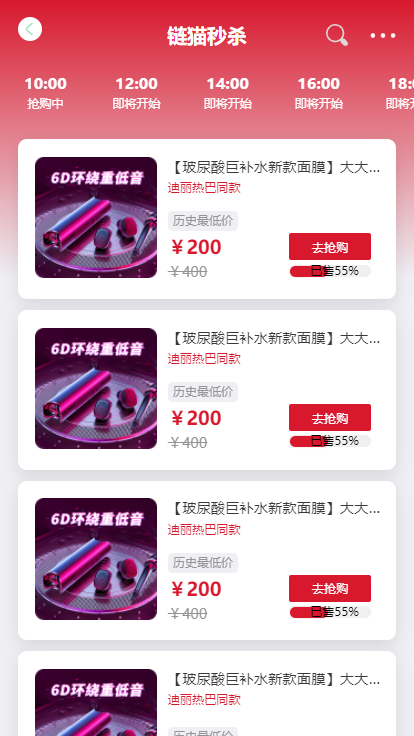 链猫秒杀
10:00 12:00 14:00 16:00 18:0
抢购中 即将开始 即将开始 即将开始 即将
6D环绕重低音
【玻尿酸巨补水新款面膜】大大...
迪丽热巴同款
历史最低价
￥200
去抢购
￥400
已售55%
6D环绕重低音
【玻尿酸巨补水新款面膜】大大...
迪丽热巴同款
历史最低价
￥200
去抢购
￥400
已售55%
6D环绕重低音
【玻尿酸巨补水新款面膜】大大...
迪丽热巴同款
历史最低价
￥200
去抢购
￥400
已售55%
6D环绕重低音
【玻尿酸巨补水新款面膜】大大...
迪丽热巴同款
历史最低价